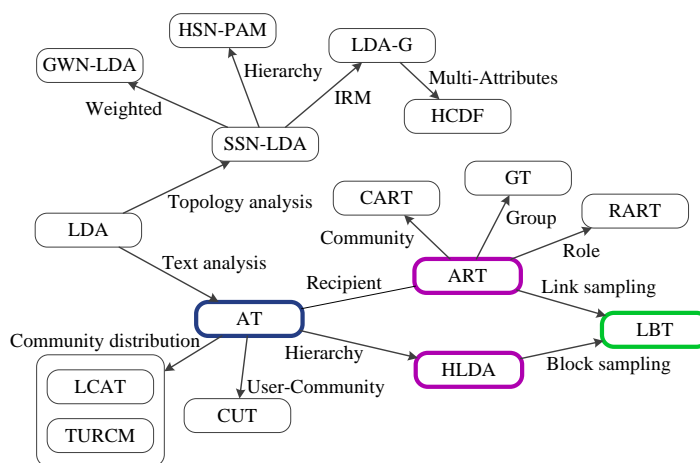 HSN-PAM
LDA-G
GWN-LDA
Hierarchy
Multi-Attributes
Weighted
IRM
HCDF
SSN-LDA
GT
CART
RART
Topology analysis
LDA
Group
Community
Role
Text analysis
ART
Recipient
Link sampling
AT
LBT
Community distribution
Hierarchy
Block sampling
HLDA
LCAT
User-Community
CUT
TURCM